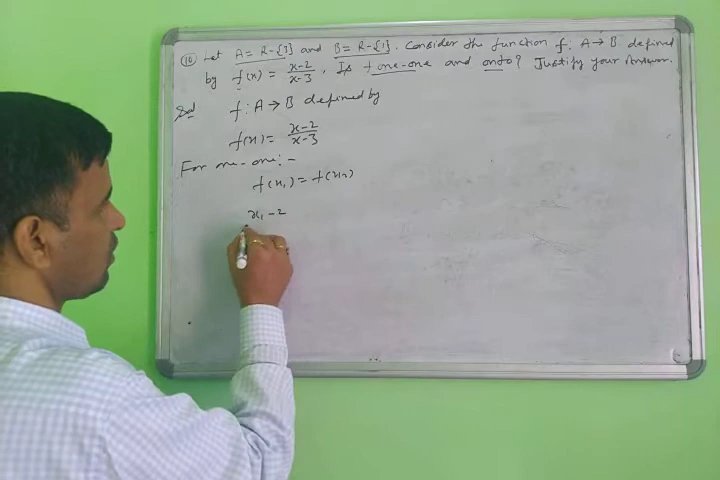 (10) Let A = R-{3} and B = R-{1}. Consider the function f: A → B defined
by f(x) = x-2/x-3, Is f one-one and onto? Justify your Answer.
Sol f: A → B defined by
f(x) = x-2/x-3
For one-one:-
f(x₁) = f(x₂)
x₁-2